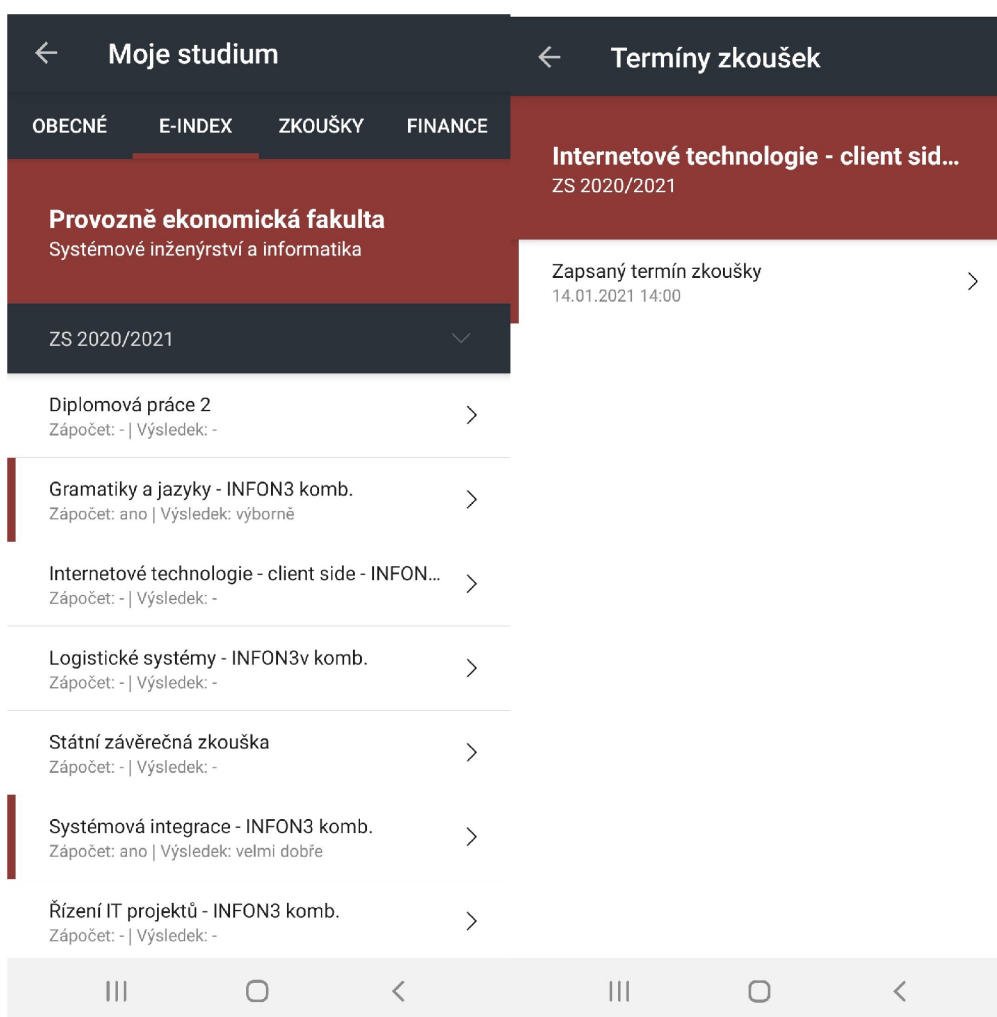 Moje studium
OBECNÉ E-INDEX ZKOUŠKY FINANCE
Provozně ekonomická fakulta
Systémové inženýrství a informatika
ZS 2020/2021
Diplomová práce 2
Zápočet: - | Výsledek: -
Gramatiky a jazyky - INFON3 komb.
Zápočet: ano | Výsledek: výborně
Internetové technologie - client side - INFON...
Zápočet: - | Výsledek: -
Logistické systémy - INFON3v komb.
Zápočet: - | Výsledek: -
Státní závěrečná zkouška
Zápočet: - | Výsledek: -
Systémová integrace - INFON3 komb.
Zápočet: ano | Výsledek: velmi dobře
Řízení IT projektů - INFON3 komb.
Zápočet: - | Výsledek: -
Termíny zkoušek
Internetové technologie - client sid...
ZS 2020/2021
Zapsaný termín zkoušky
14.01.2021 14:00